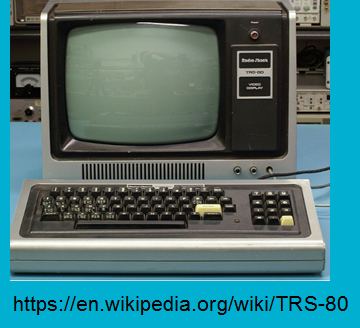 Radio Shack
TRS-80
VIDEO
DISPLAY
https://en.wikipedia.org/wiki/TRS-80